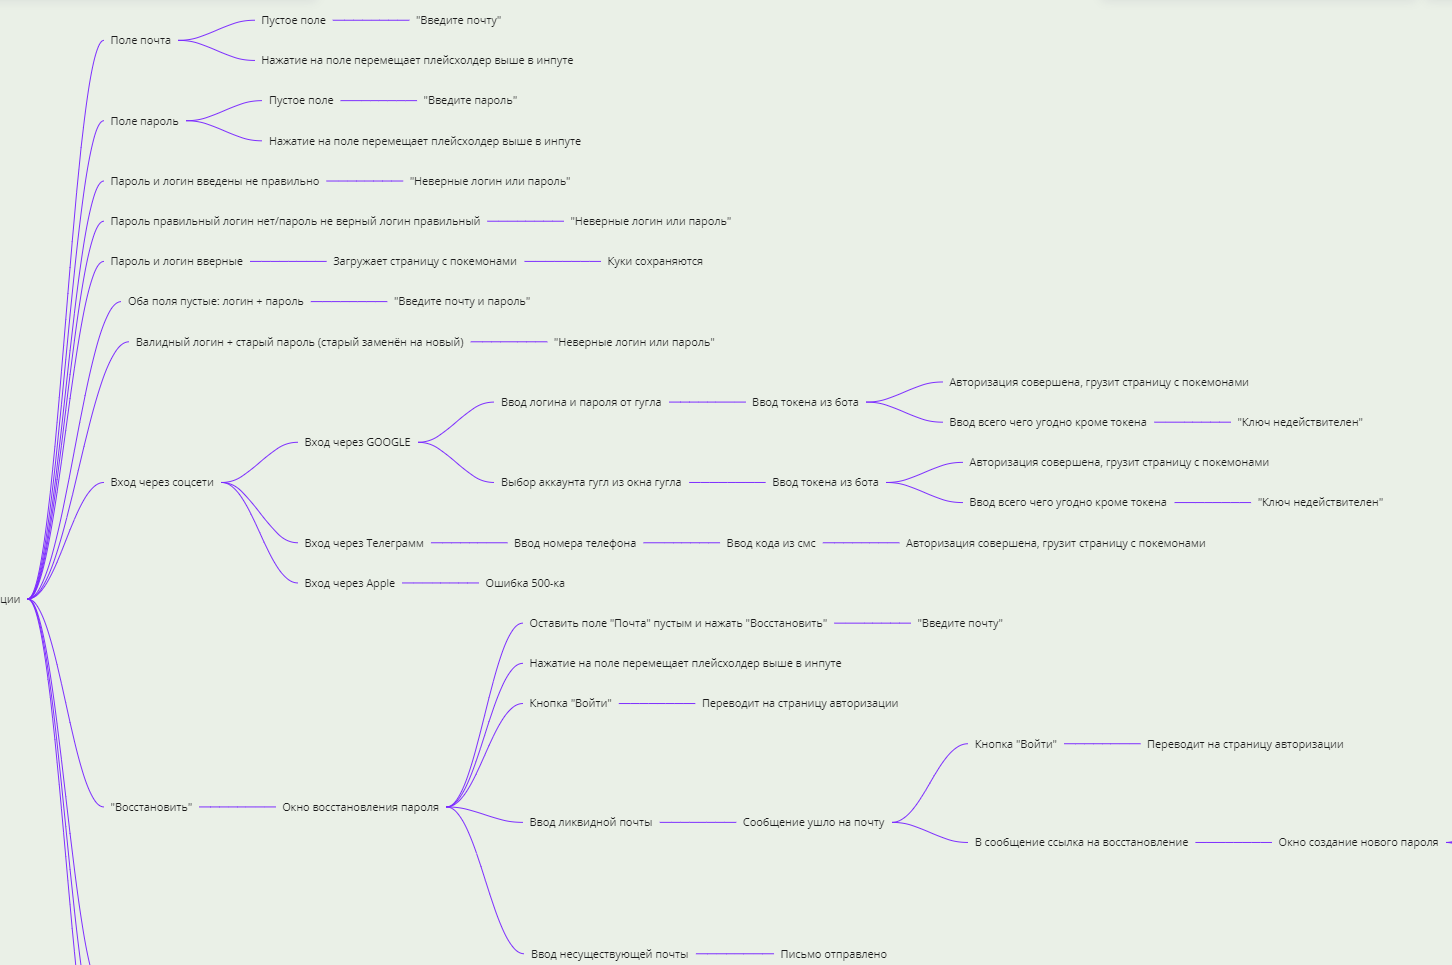 Пустое поле
"Введите почту"
Поле почта
Нажатие на поле перемещает плейсхолдер выше в инпуте
Пустое поле
"Введите пароль"
Поле пароль
Нажатие на поле перемещает плейсхолдер выше в инпуте
Пароль и логин введены не правильно
"Неверные логин или пароль"
Пароль правильный логин нет/пароль не верный логин правильный
"Неверные логин или пароль"
Пароль и логин вверные
Загружает страницу с покемонами
Куки сохраняются
Оба поля пустые: логин + пароль
"Введите почту и пароль"
Валидный логин + старый пароль (старый заменён на новый)
"Неверные логин или пароль"
Авторизация совершена, грузит страницу с покемонами
Ввод логина и пароля от гугла
Ввод токена из бота
Ввод всего чего угодно кроме токена
"Ключ недействителен"
Вход через GOOGLE
Авторизация совершена, грузит страницу с покемонами
Вход через соцсети
Выбор аккаунта гугл из окна гугла
Ввод токена из бота
Ввод всего чего угодно кроме токена
"Ключ недействителен"
Вход через Телеграмм
Ввод номера телефона
Ввод кода из смс
Авторизация совершена, грузит страницу с покемонами
Вход через Apple
Ошибка 500-ка
ции
Оставить поле "Почта" пустым и нажать "Восстановить"
"Введите почту"
Нажатие на поле перемещает плейсхолдер выше в инпуте
Кнопка "Войти"
Переводит на страницу авторизации
Кнопка "Войти"
Переводит на страницу авторизации
"Восстановить"
Окно восстановления пароля
Ввод ликвидной почты
Сообщение ушло на почту
В сообщение ссылка на восстановление
Окно создание нового пароля
Ввод несуществующей почты
Письмо отправлено